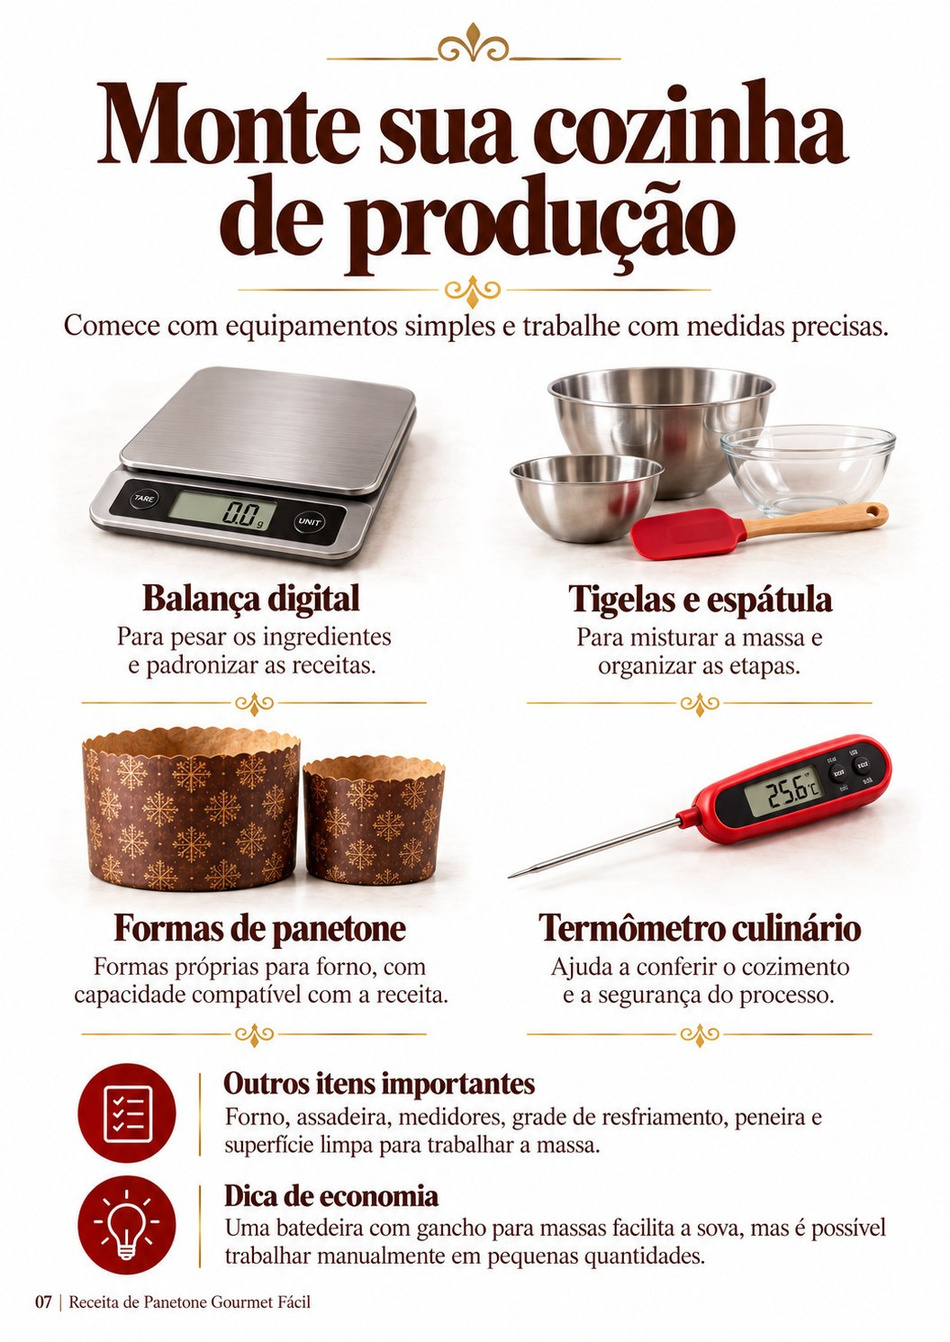 Monte sua cozinha
de produção
Comece com equipamentos simples e trabalhe com medidas precisas.
TARE
0.0 g
UNIT
Balança digital
Para pesar os ingredientes
e padronizar as receitas.
Tigelas e espátula
Para misturar a massa e
organizar as etapas.
25.6 °C
Formas de panetone
Formas próprias para forno, com
capacidade compatível com a receita.
Termômetro culinário
Ajuda a conferir o cozimento
e a segurança do processo.
Outros itens importantes
Forno, assadeira, medidores, grade de resfriamento, peneira e
superfície limpa para trabalhar a massa.
Dica de economia
Uma batedeira com gancho para massas facilita a sova, mas é possível
trabalhar manualmente em pequenas quantidades.
07 | Receita de Panetone Gourmet Fácil